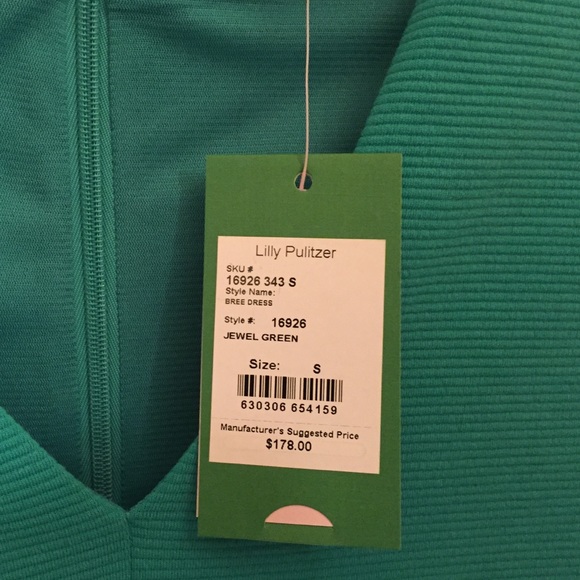 Lilly Pulitzer
SKU #
16926 343 S
Style Name:
BREE DRESS
Style #: 16926
JEWEL GREEN
Size: S
630306 654159
Manufacturer's Suggested Price
$178.00